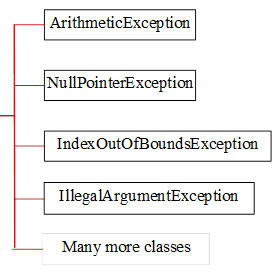 ArithmeticException
NullPointerException
IndexOutOfBoundsException
IllegalArgumentException
Many more classes